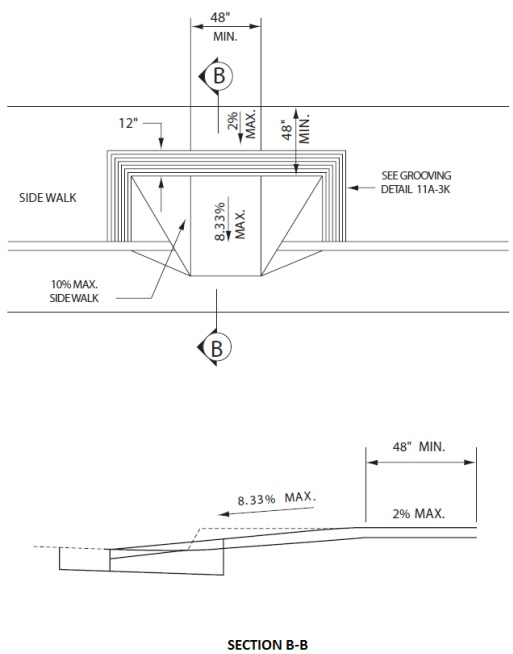 48"
MIN.
B
12"
2%
MAX.
48"
MIN.
SEE GROOVING
DETAIL 11A-3K
SIDE WALK
8.33%
MAX.
10% MAX.
SIDEWALK
B
48" MIN.
8.33% MAX.
2% MAX.
SECTION B-B